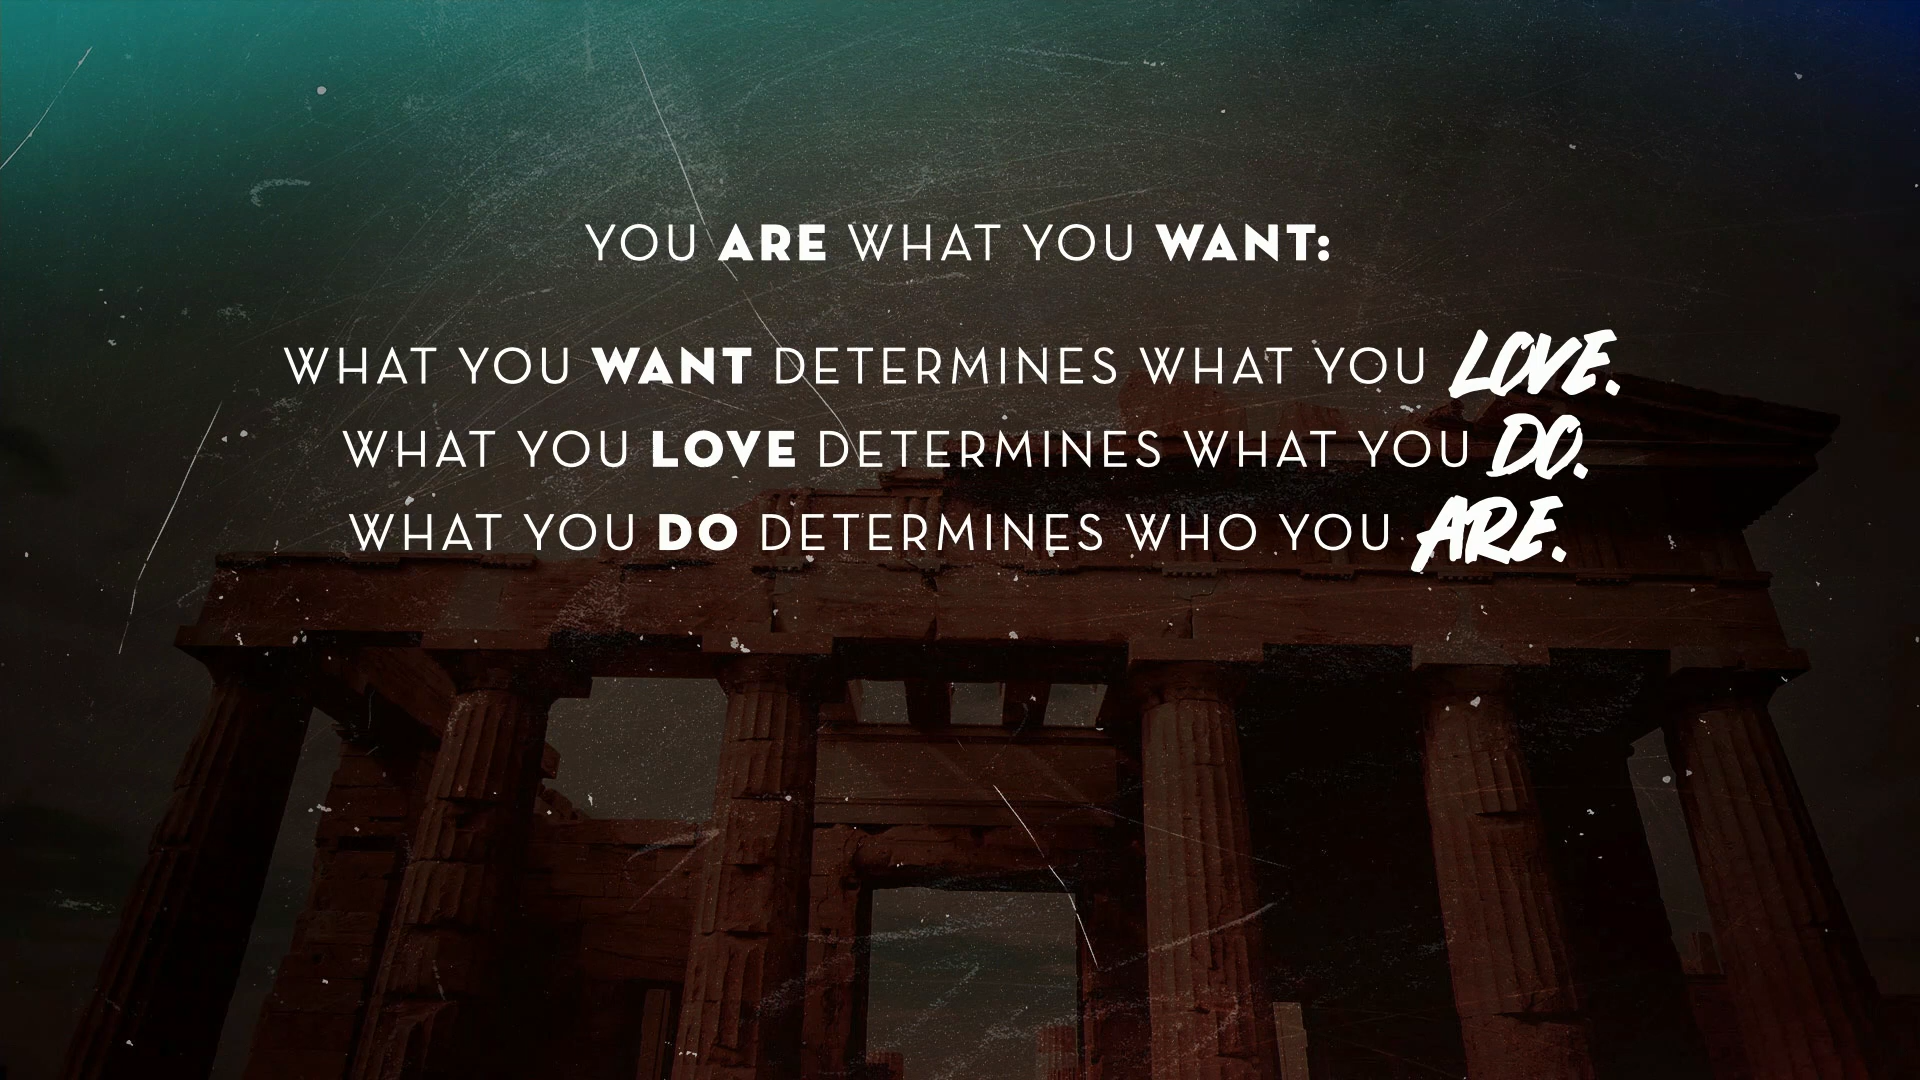 YOU ARE WHAT YOU WANT:
WHAT YOU WANT DETERMINES WHAT YOU LOVE.
WHAT YOU LOVE DETERMINES WHAT YOU DO.
WHAT YOU DO DETERMINES WHO YOU ARE.